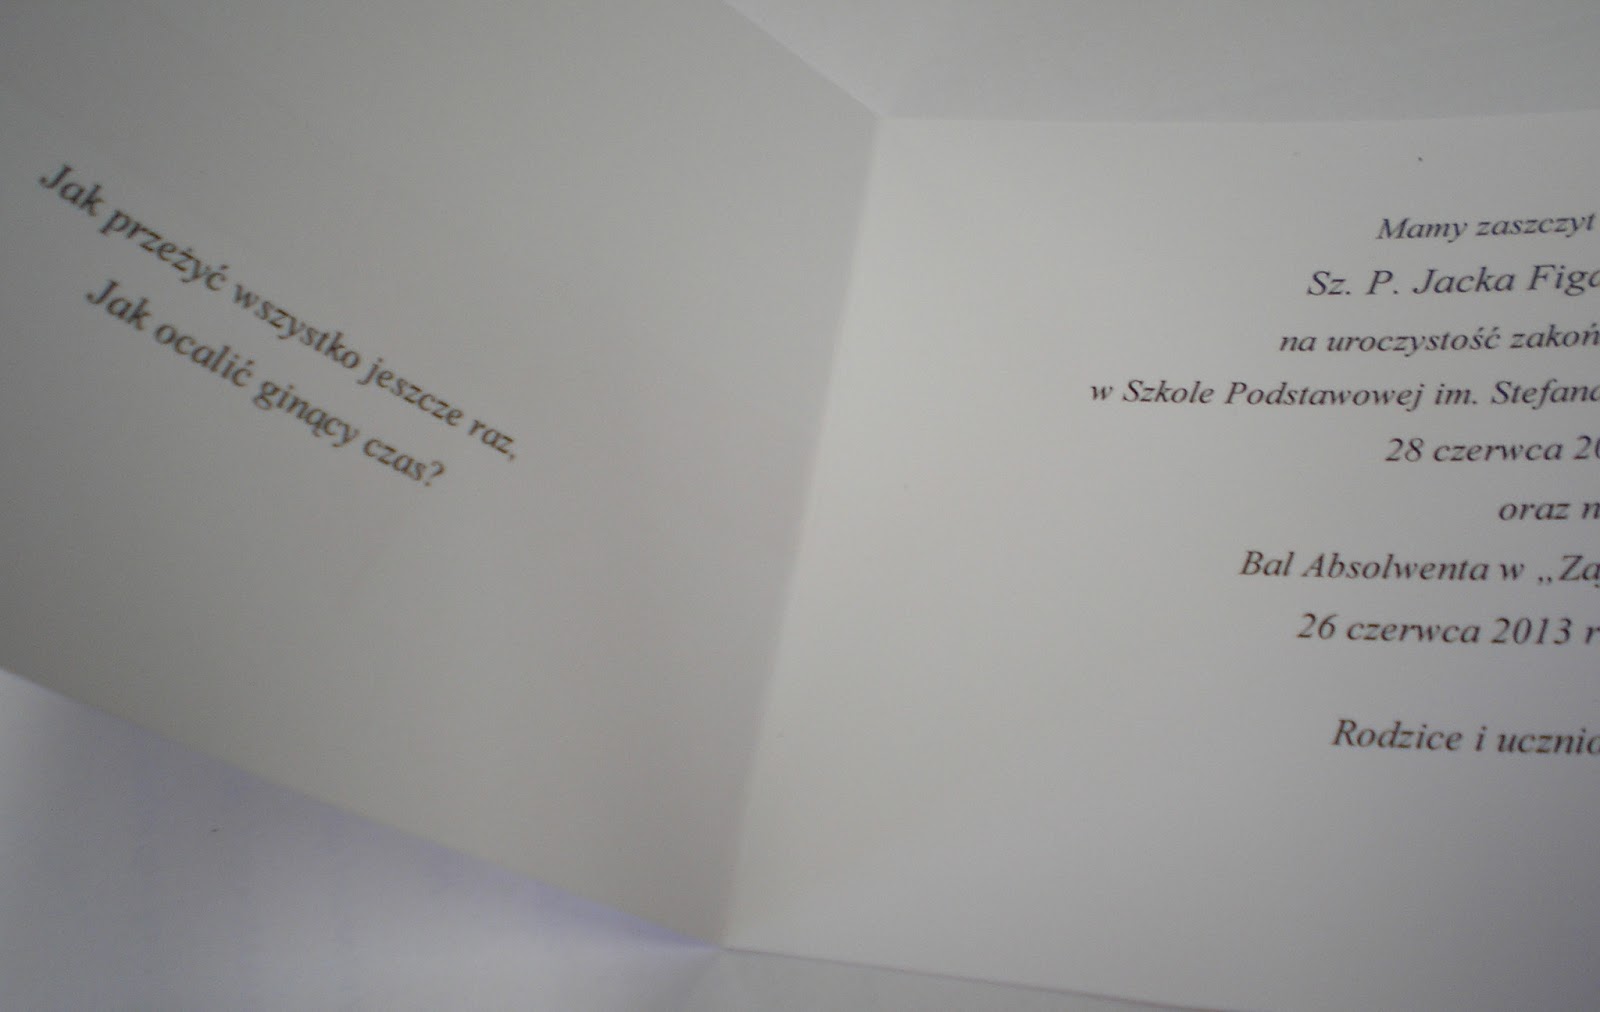 Jak przeżyć wszystko jeszcze raz,
Jak ocalić ginący czas?
Mamy zaszczyt
Sz. P. Jacka
na uroczystość
w Szkole Podstawowej im.
28 czerwca
oraz
Bal Absolwenta w
26 czerwca 2013
Rodzice i